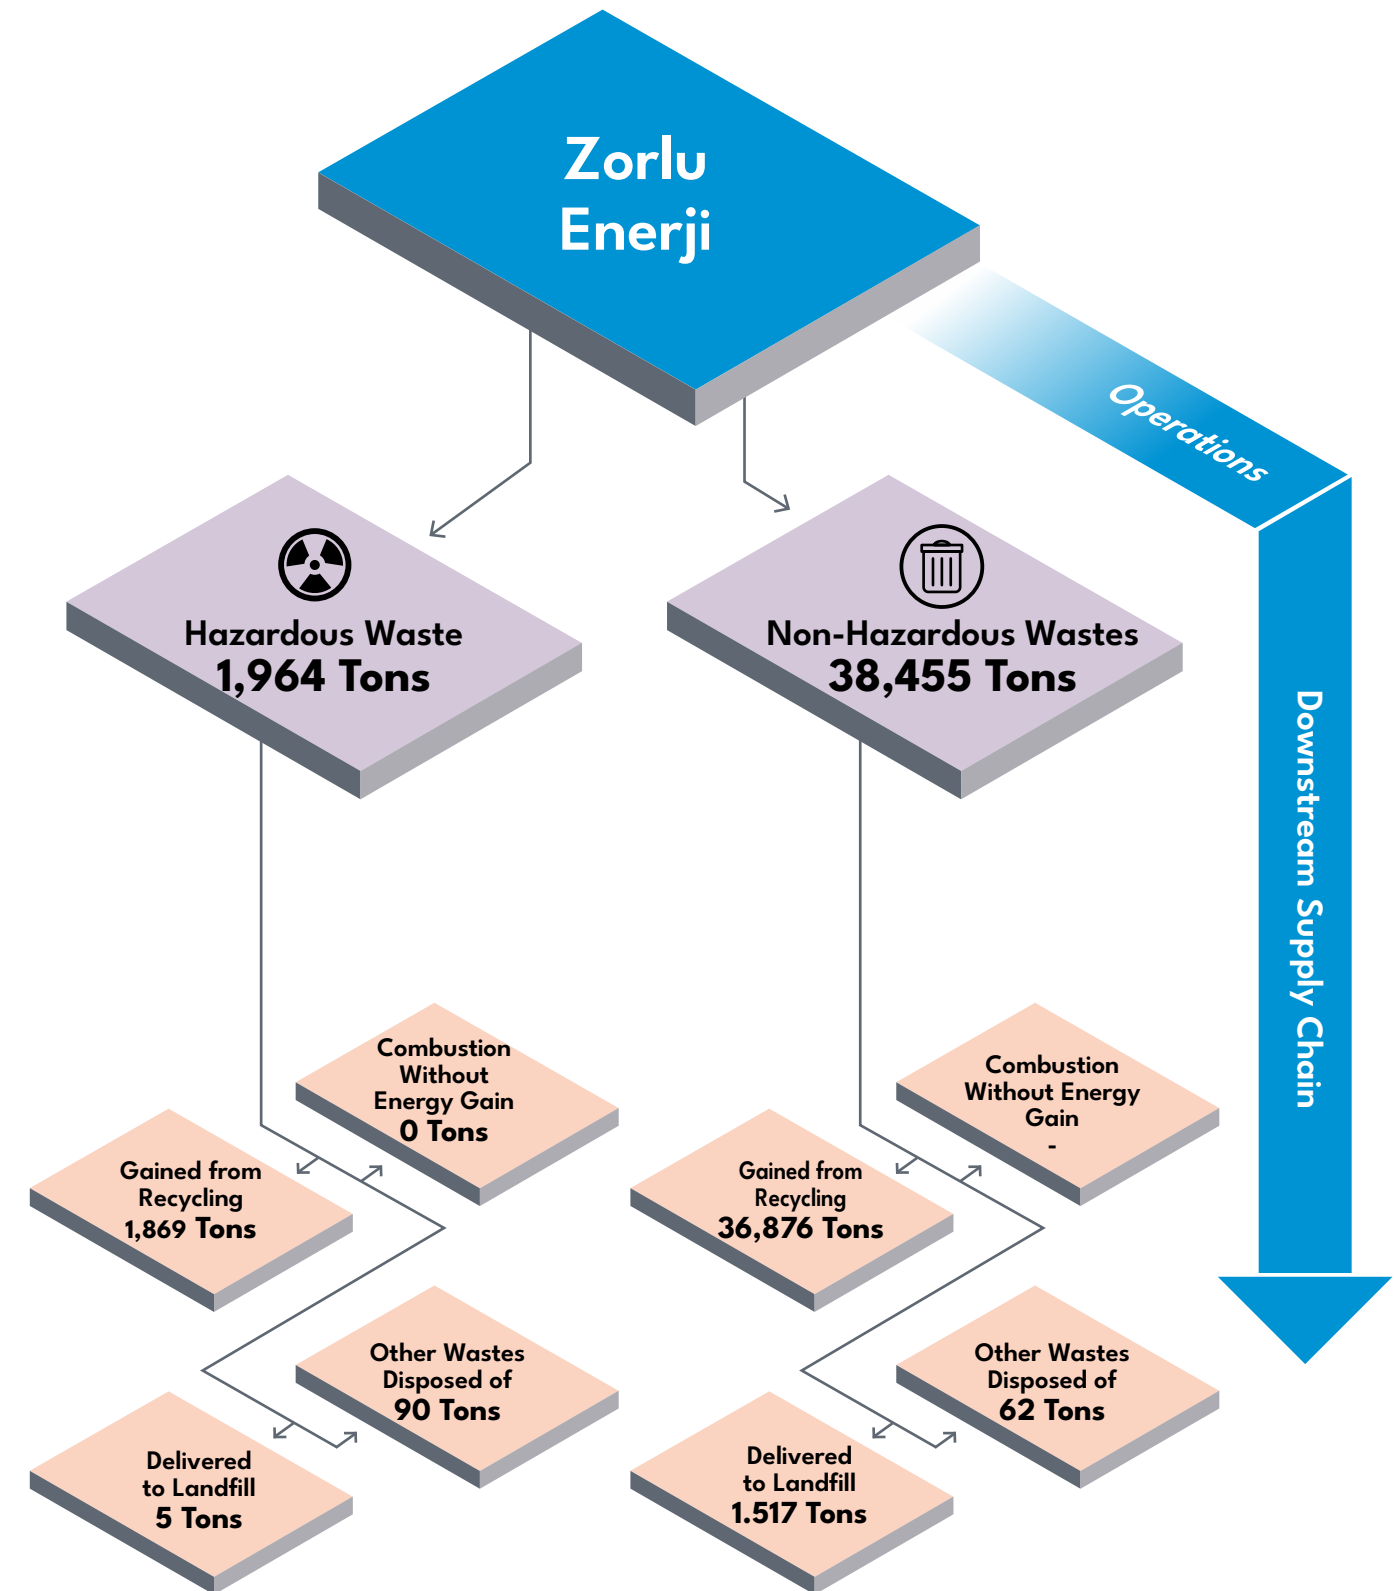 Zorlu
Enerji
Operations
Downstream Supply Chain
Hazardous Waste
1,964 Tons
Non-Hazardous Wastes
38,455 Tons
Combustion
Without
Energy Gain
0 Tons
Gained from
Recycling
1,869 Tons
Other Wastes
Disposed of
90 Tons
Delivered
to Landfill
5 Tons
Combustion
Without Energy
Gain
-
Gained from
Recycling
36,876 Tons
Other Wastes
Disposed of
62 Tons
Delivered
to Landfill
1.517 Tons